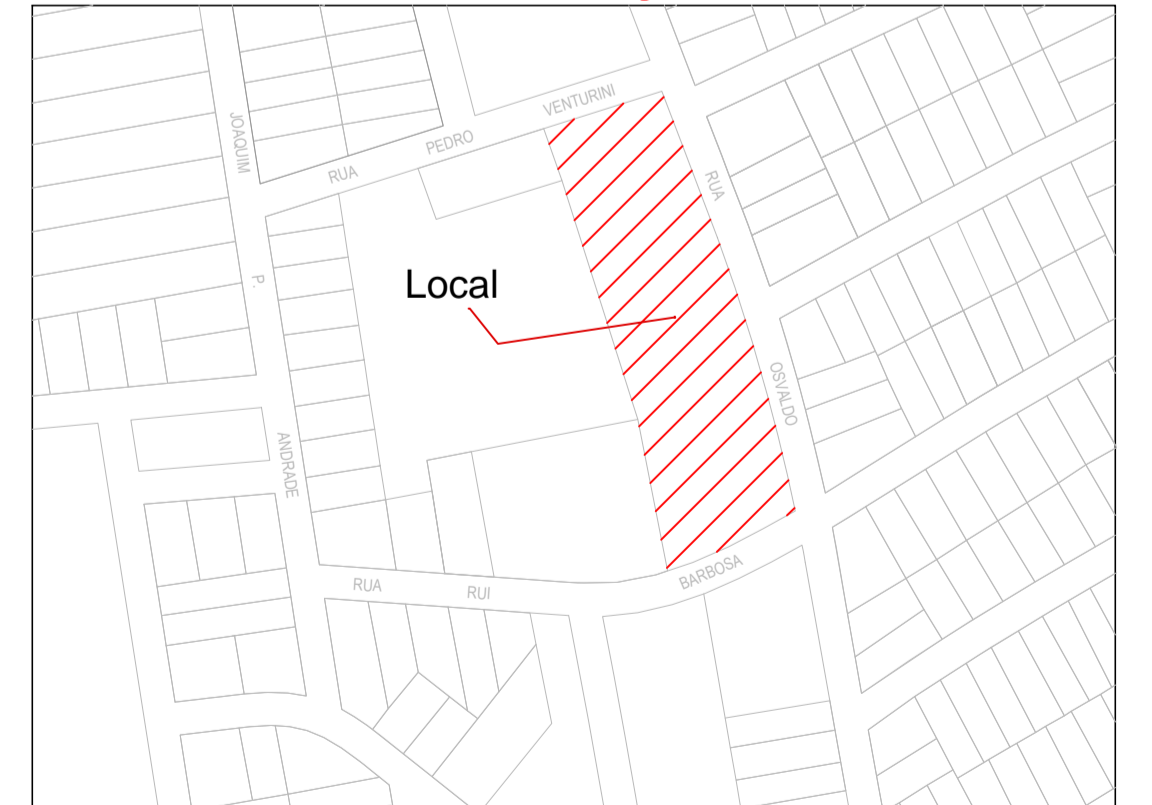 RUA PEDRO VENTURINI
JOAQUIM P. ANDRADE
RUA OSVALDO
Local
RUA RUI BARBOSA